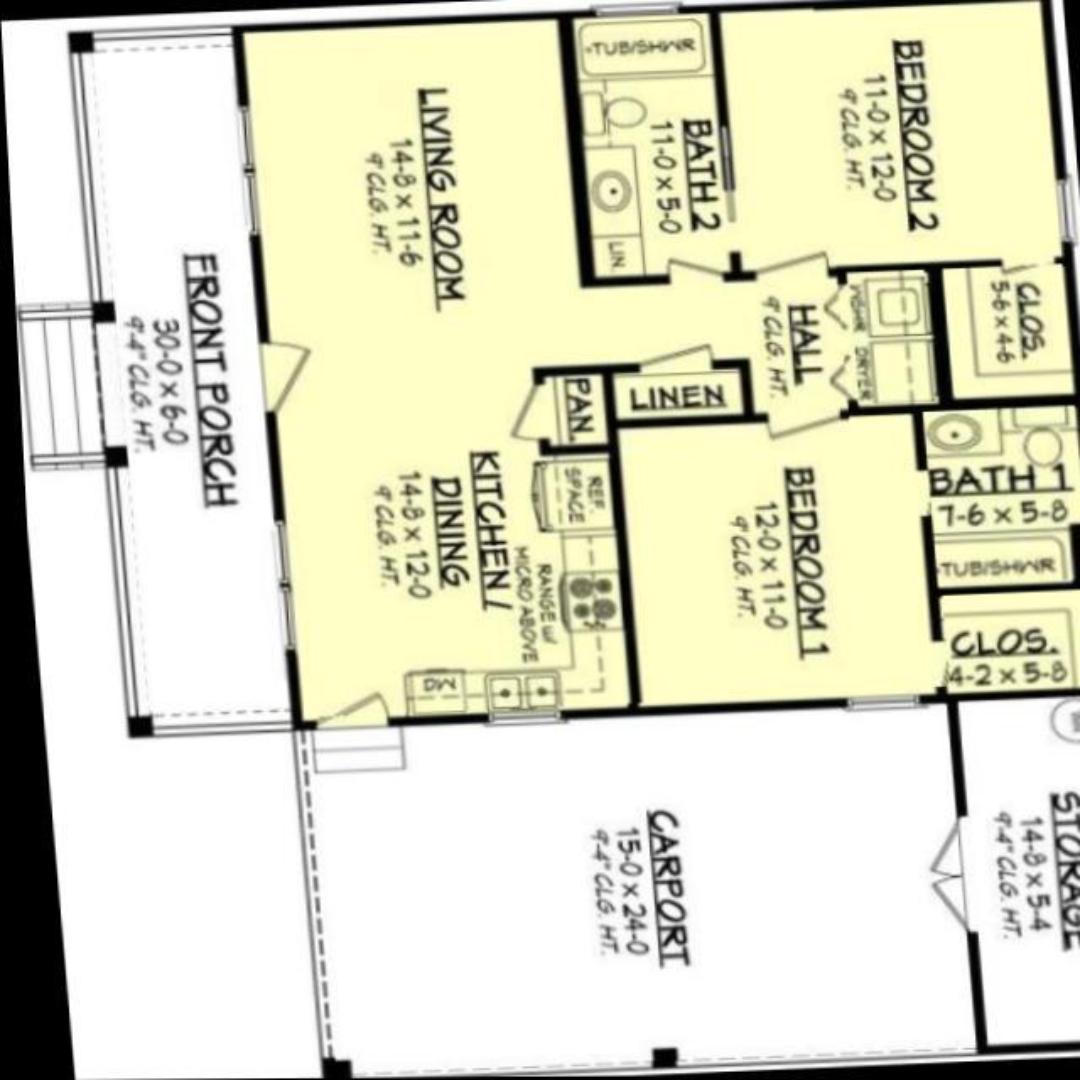 TUB/SHWR
BEDROOM 2
11-0 x 12-0
9' CLG. HT.
BATH 2
11-0 x 5-0
LIN.
LIVING ROOM
14-8 x 11-6
9' CLG. HT.
FRONT PORCH
30-0 x 6-0
9'-4" CLG. HT.
HALL
9' CLG. HT.
WSHR
DRYER
CLOS.
5-6 x 4-6
PAN.
LINEN
KITCHEN /
DINING
14-8 x 12-0
9' CLG. HT.
REF.
SPACE
RANGE w/
MICRO ABOVE
DW
BEDROOM 1
12-0 x 11-0
9' CLG. HT.
BATH 1
7-6 x 5-8
TUB/SHWR
CLOS.
4-2 x 5-8
CARPORT
15-0 x 24-0
9'-4" CLG. HT.
STORAGE
14-8 x 5-4
9'-4" CLG. HT.